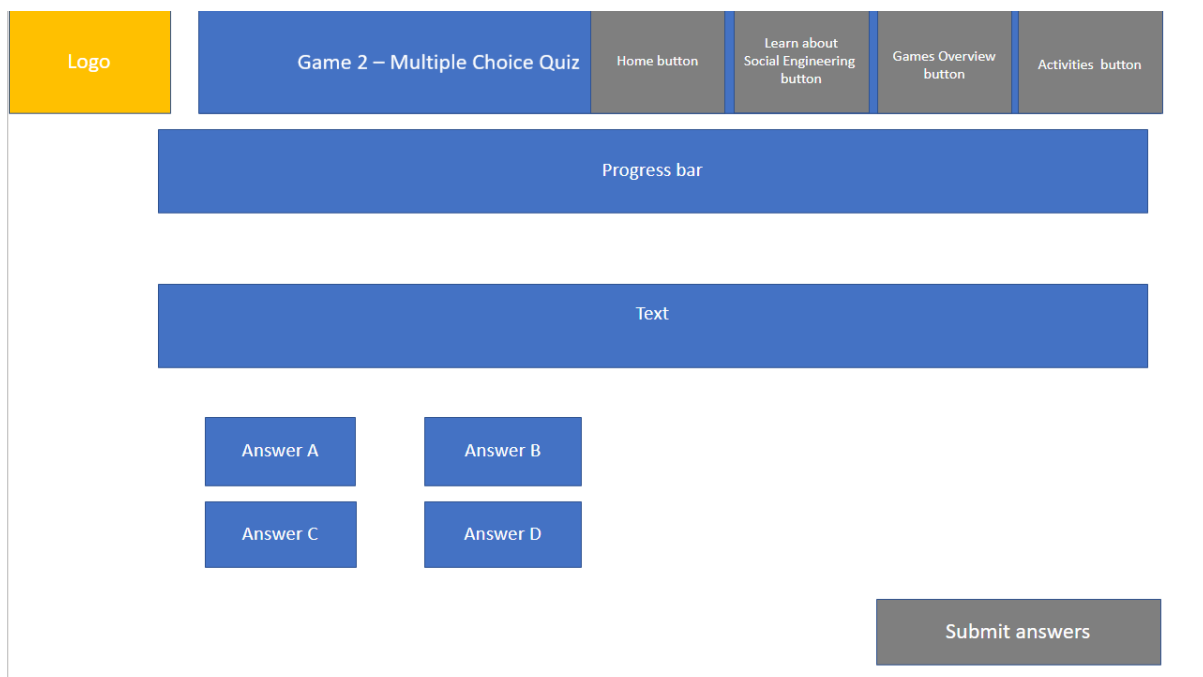 Logo
Game 2 – Multiple Choice Quiz
Home button
Learn about
Social Engineering
button
Games Overview
button
Activities button
Progress bar
Text
Answer A
Answer B
Answer C
Answer D
Submit answers